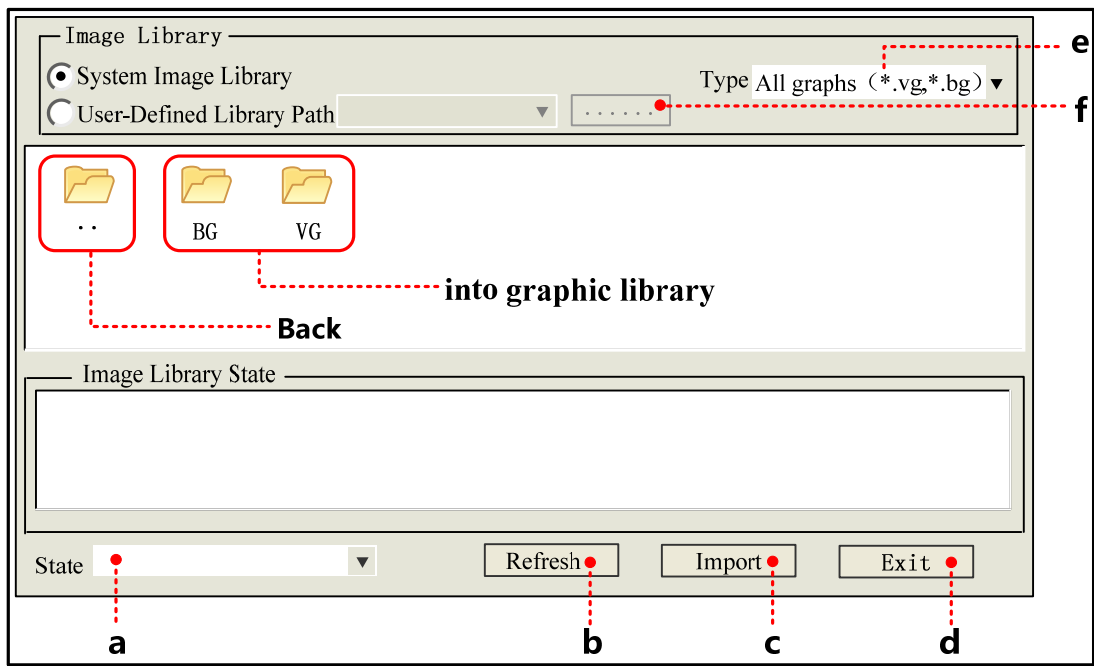 Image Library
e
System Image Library
Type All graphs（*.vg,*.bg）▼
User-Defined Library Path ▼ ......
f
.. BG VG
into graphic library
Back
Image Library State
State ▼ Refresh Import Exit
a b c d